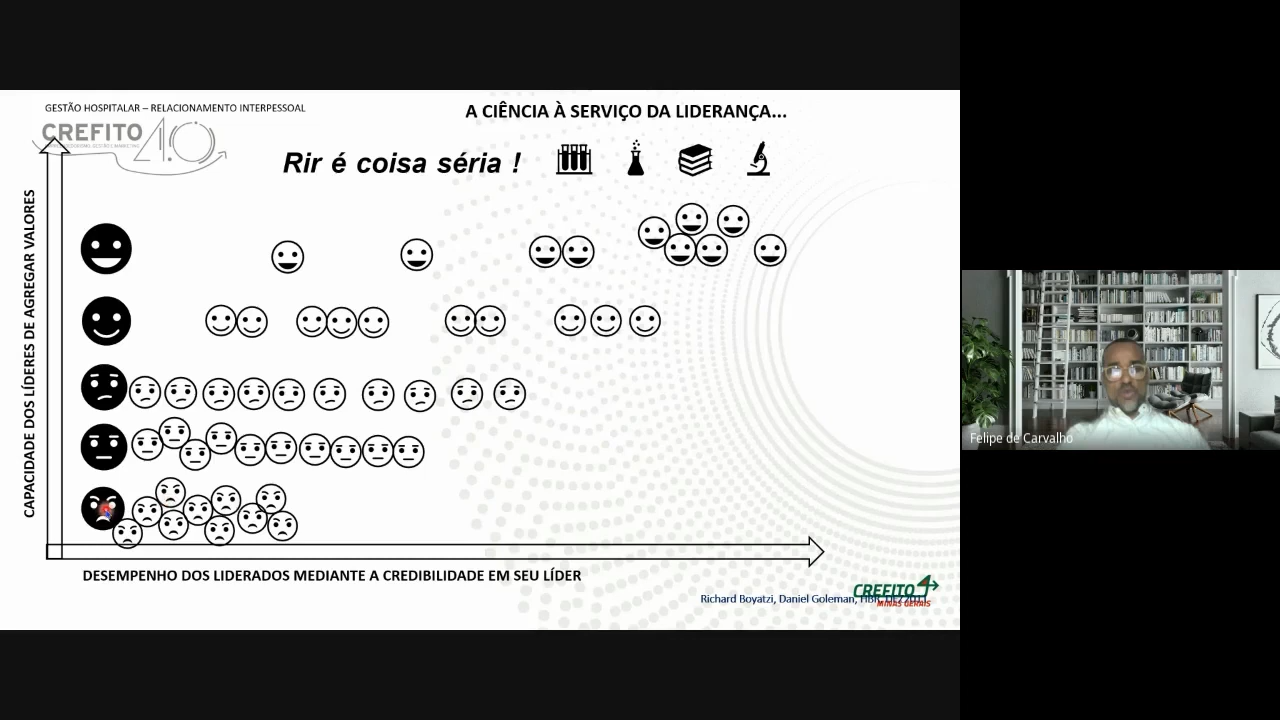 GESTÃO HOSPITALAR – RELACIONAMENTO INTERPESSOAL
A CIÊNCIA À SERVIÇO DA LIDERANÇA...
CREFITO 4.0
Rir é coisa séria !
CAPACIDADE DOS LÍDERES DE AGREGAR VALORES
Felipe de Carvalho
DESEMPENHO DOS LIDERADOS MEDIANTE A CREDIBILIDADE EM SEU LÍDER
CREFITO 4
Richard Boyatzi, Daniel Goleman,
MINAS GERAIS